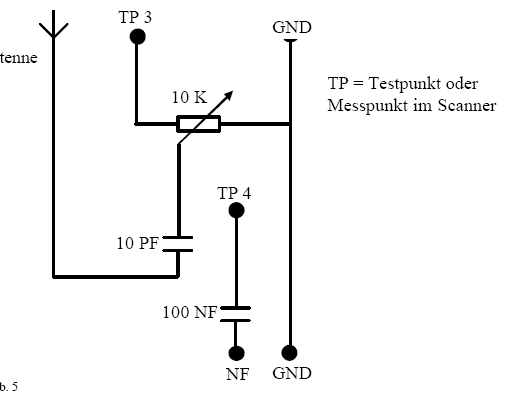 TP 3
GND
tenne
TP = Testpunkt oder
Messpunkt im Scanner
10 K
TP 4
10 PF
100 NF
NF
GND
b. 5